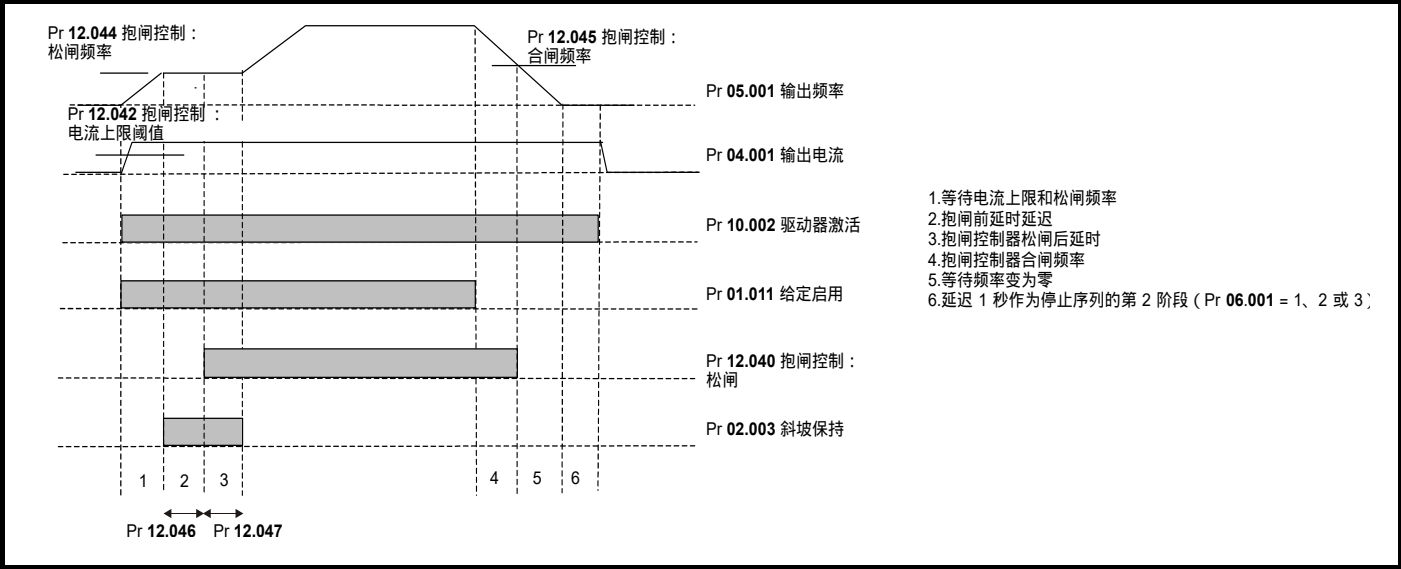 Pr 12.044 抱闸控制：
松闸频率
Pr 12.045 抱闸控制：
合闸频率
Pr 05.001 输出频率
Pr 12.042 抱闸控制：
电流上限阈值
Pr 04.001 输出电流
Pr 10.002 驱动器激活
Pr 01.011 给定启用
Pr 12.040 抱闸控制：
松闸
Pr 02.003 斜坡保持
1 2 3 4 5 6
Pr 12.046 Pr 12.047
1.等待电流上限和松闸频率
2.抱闸前延时延迟
3.抱闸控制器松闸后延时
4.抱闸控制器合闸频率
5.等待频率变为零
6.延迟 1 秒作为停止序列的第 2 阶段（Pr 06.001 = 1、2 或 3）